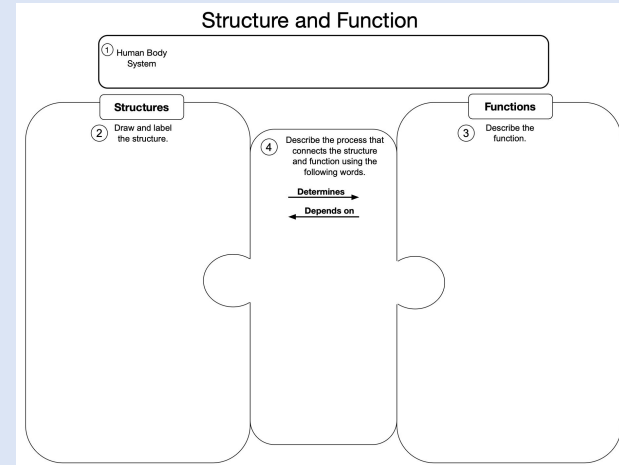 Structure and Function
1 Human Body
System
Structures
2 Draw and label
the structure.
4 Describe the process that
connects the structure
and function using the
following words.
Determines
Depends on
Functions
3 Describe the
function.